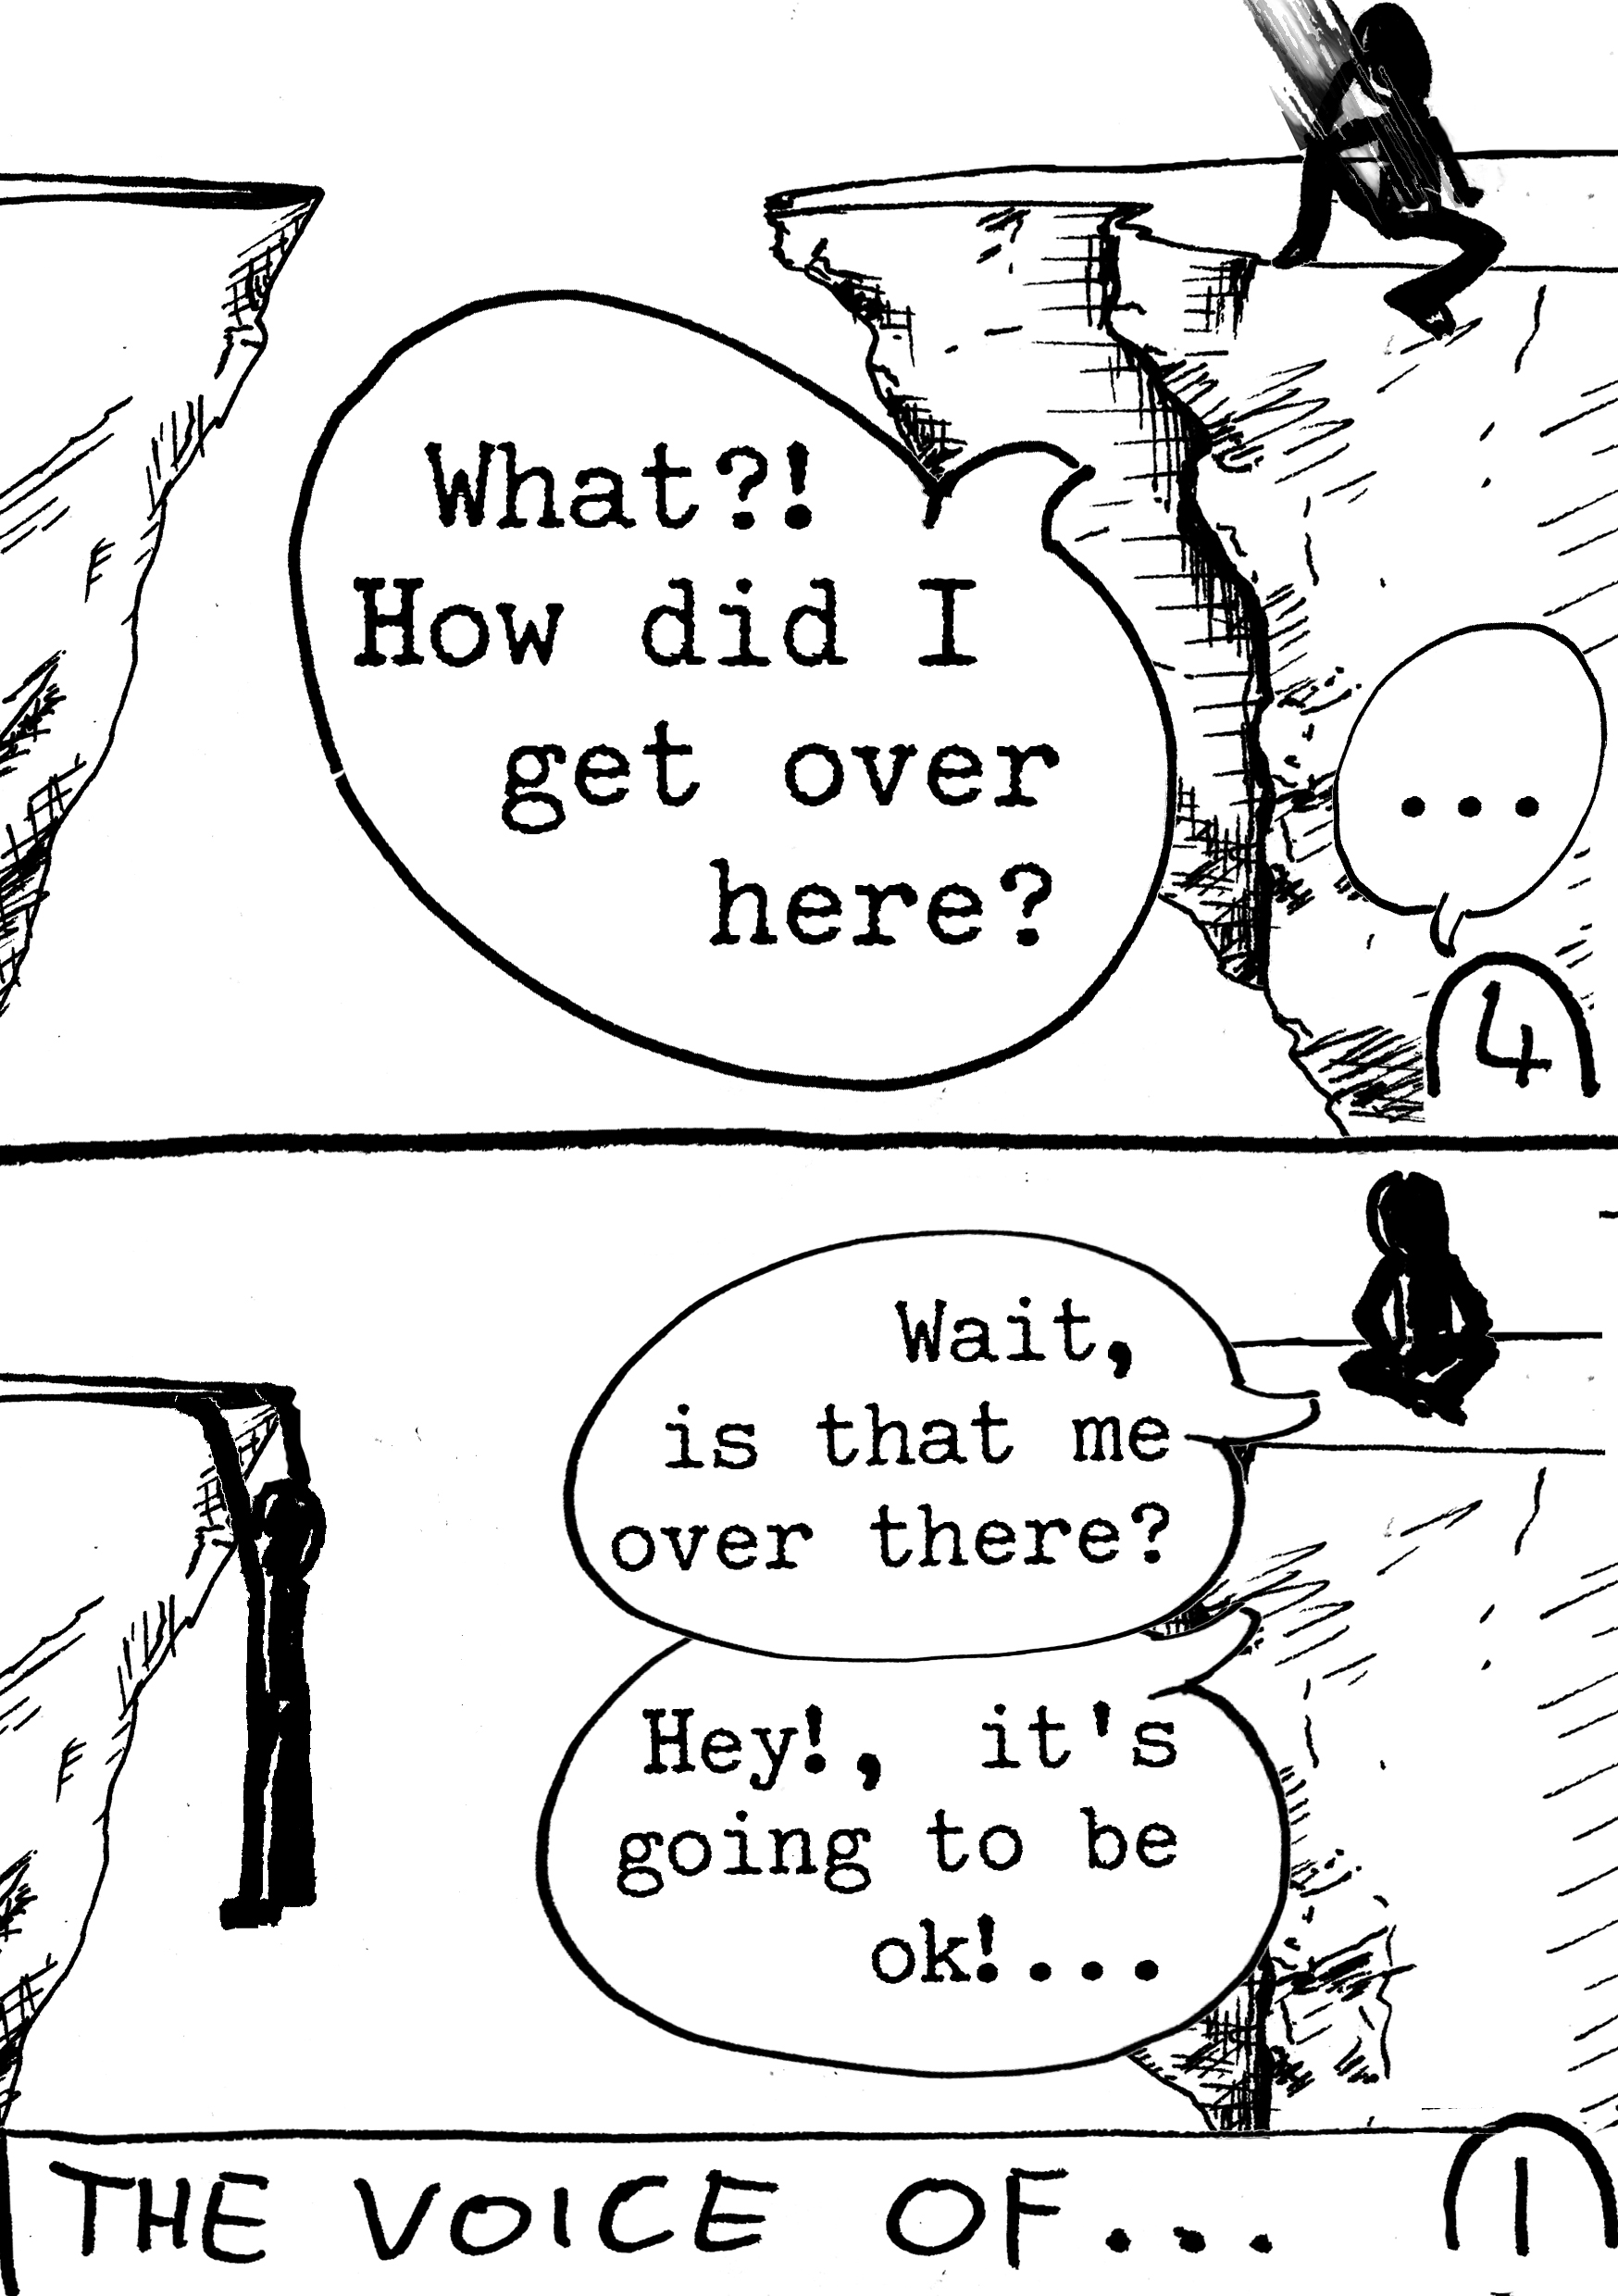 What?!
How did I
get over
here?
...
4
Wait,
is that me
over there?
Hey!, it's
going to be
ok!....
THE VOICE OF...
1